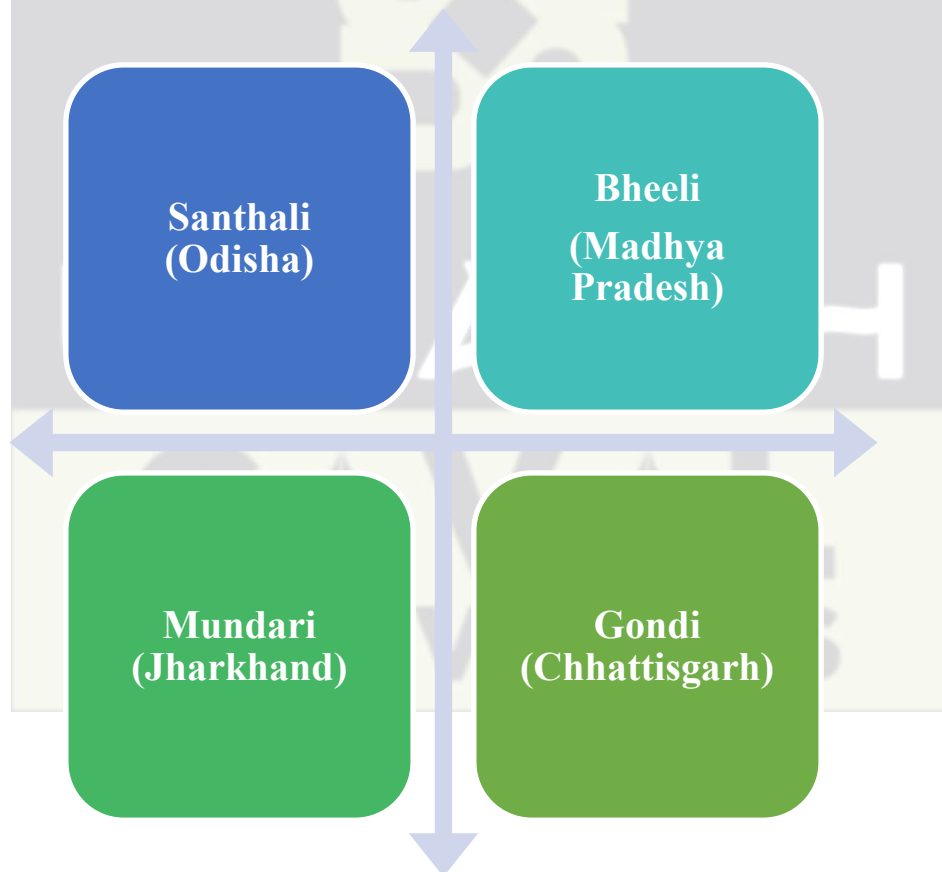 Santhali
(Odisha)
Bheeli
(Madhya
Pradesh)
Mundari
(Jharkhand)
Gondi
(Chhattisgarh)